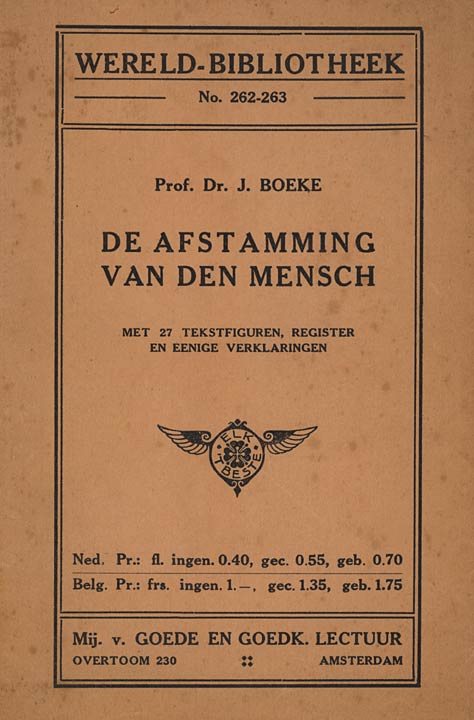 WERELD-BIBLIOTHEEK
No. 262-263
Prof. Dr. J. BOEKE
DE AFSTAMMING
VAN DEN MENSCH
MET 27 TEKSTFIGUREN, REGISTER
EN EENIGE VERKLARINGEN
ELK
'T BESTE
Ned. Pr.: fl. ingen. 0.40, gec. 0.55, geb. 0.70
Belg. Pr.: frs. ingen. 1.—, gec. 1.35, geb. 1.75
Mij. v. GOEDE EN GOEDK. LECTUUR
OVERTOOM 230 AMSTERDAM